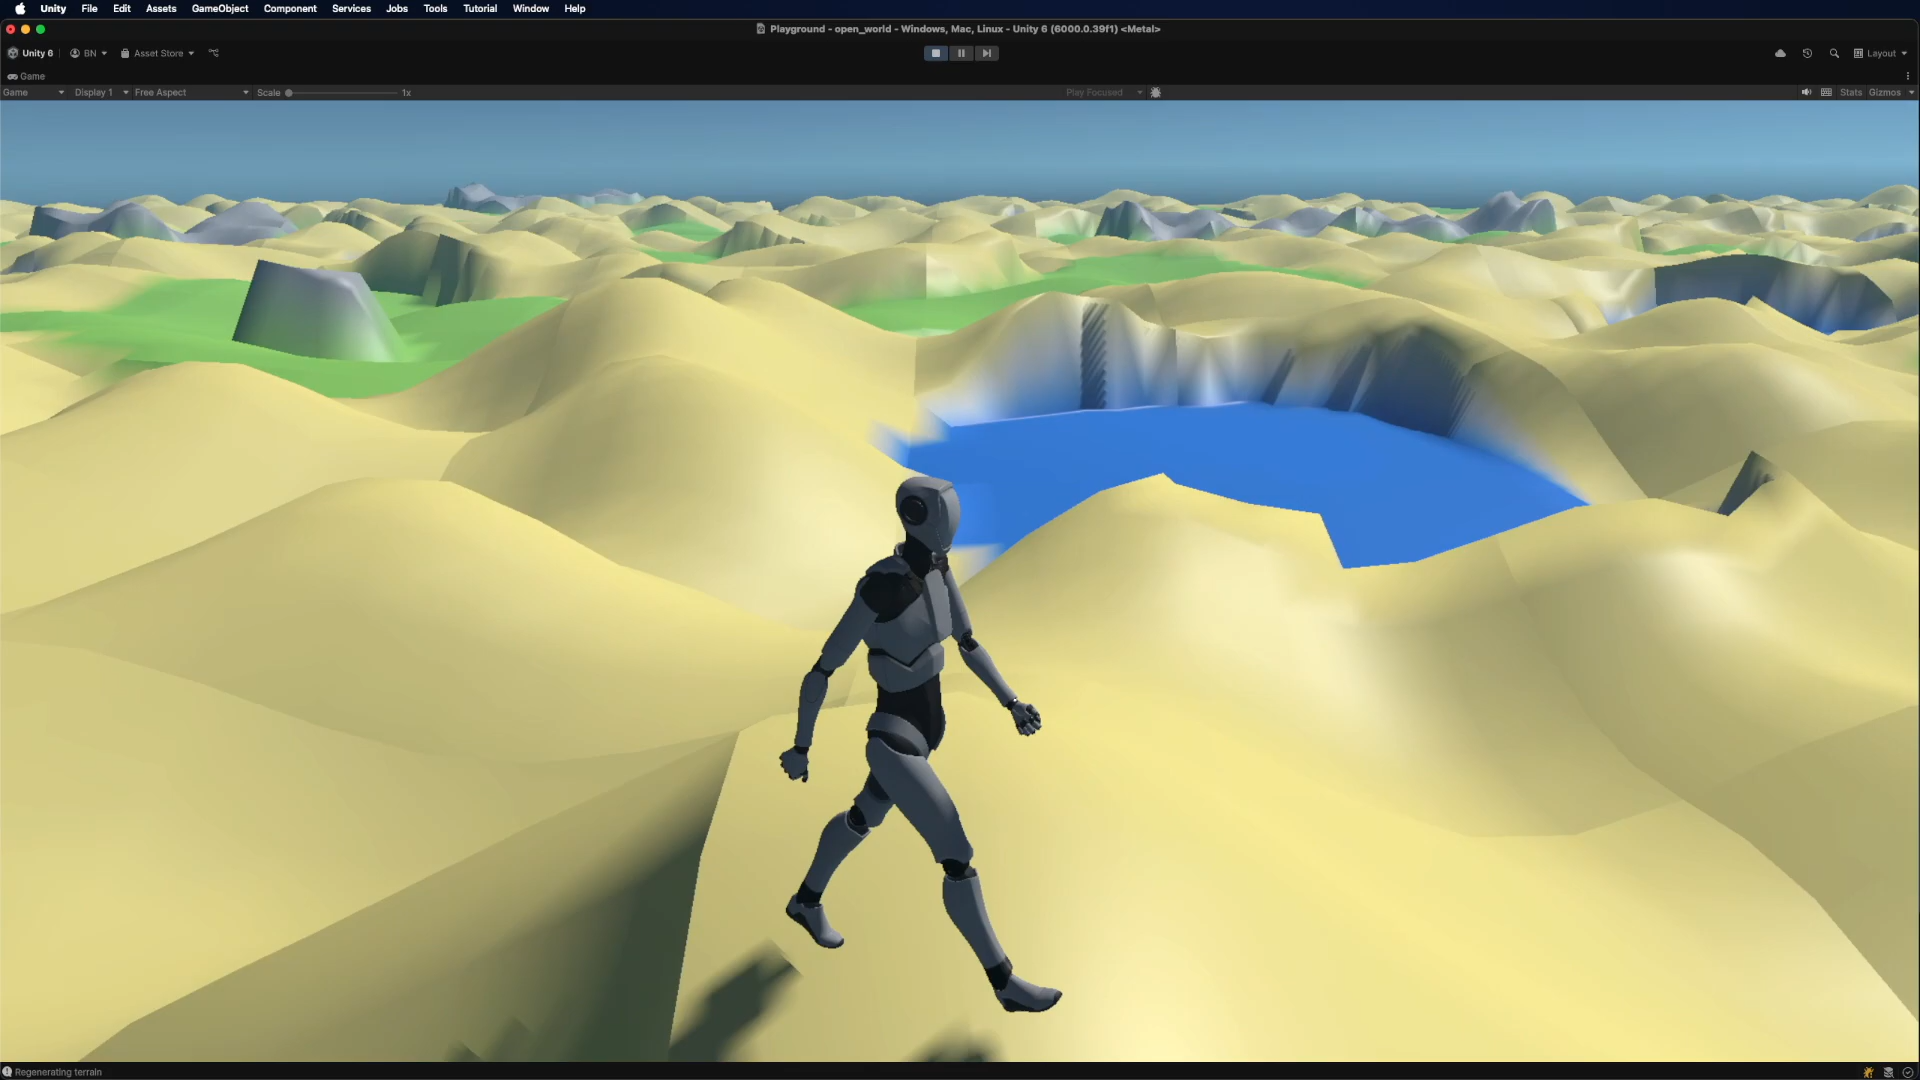 Unity File Edit Assets GameObject Component Services Jobs Tools Tutorial Window Help
Playground - open_world - Windows, Mac, Linux - Unity 6 (6000.0.39f1) <Metal>
Unity 6 BN Asset Store Layout
Game
Game Display 1 Free Aspect Scale 1x Play Focused Stats Gizmos
Regenerating terrain